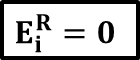 E_i^R = 0